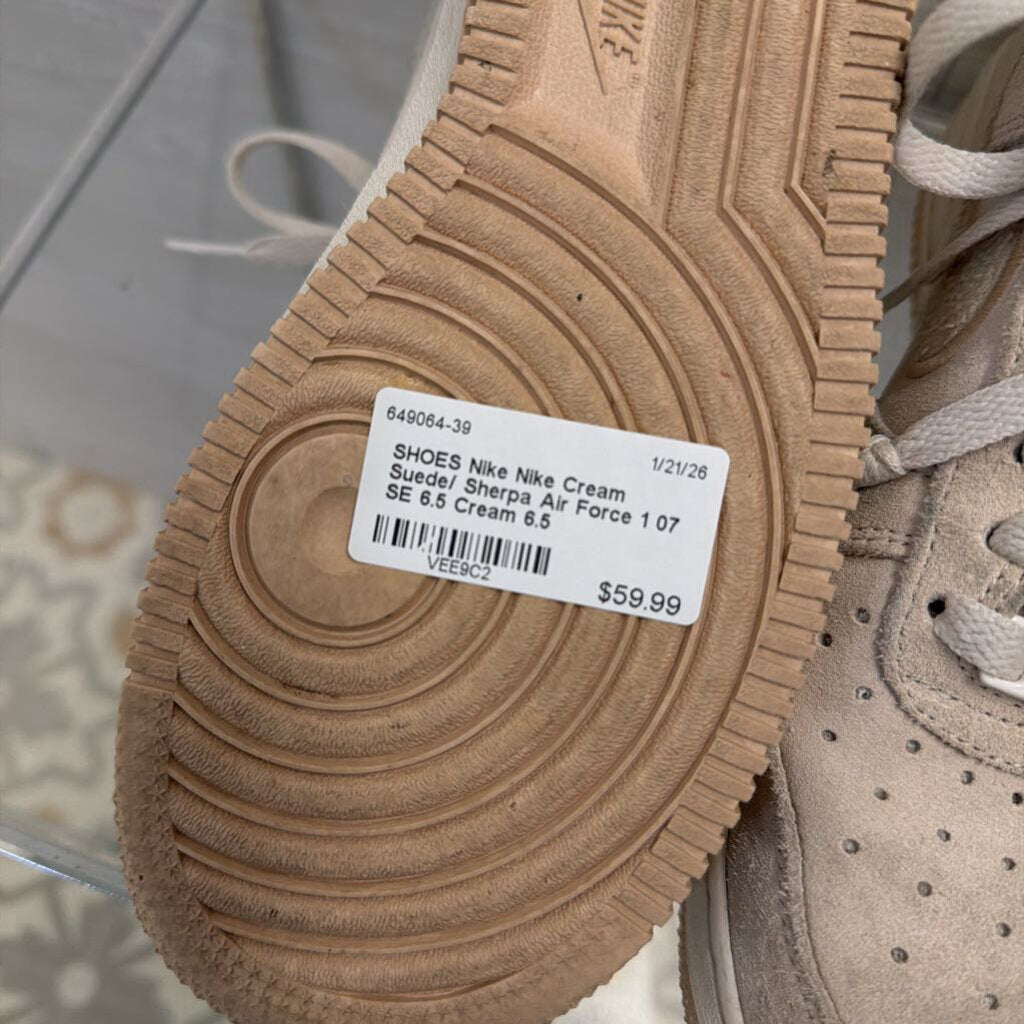 NIKE
649064-39
1/21/26
SHOES Nike Nike Cream
Suede/ Sherpa Air Force 1 07
SE 6.5 Cream 6.5
VEE9C2
$59.99